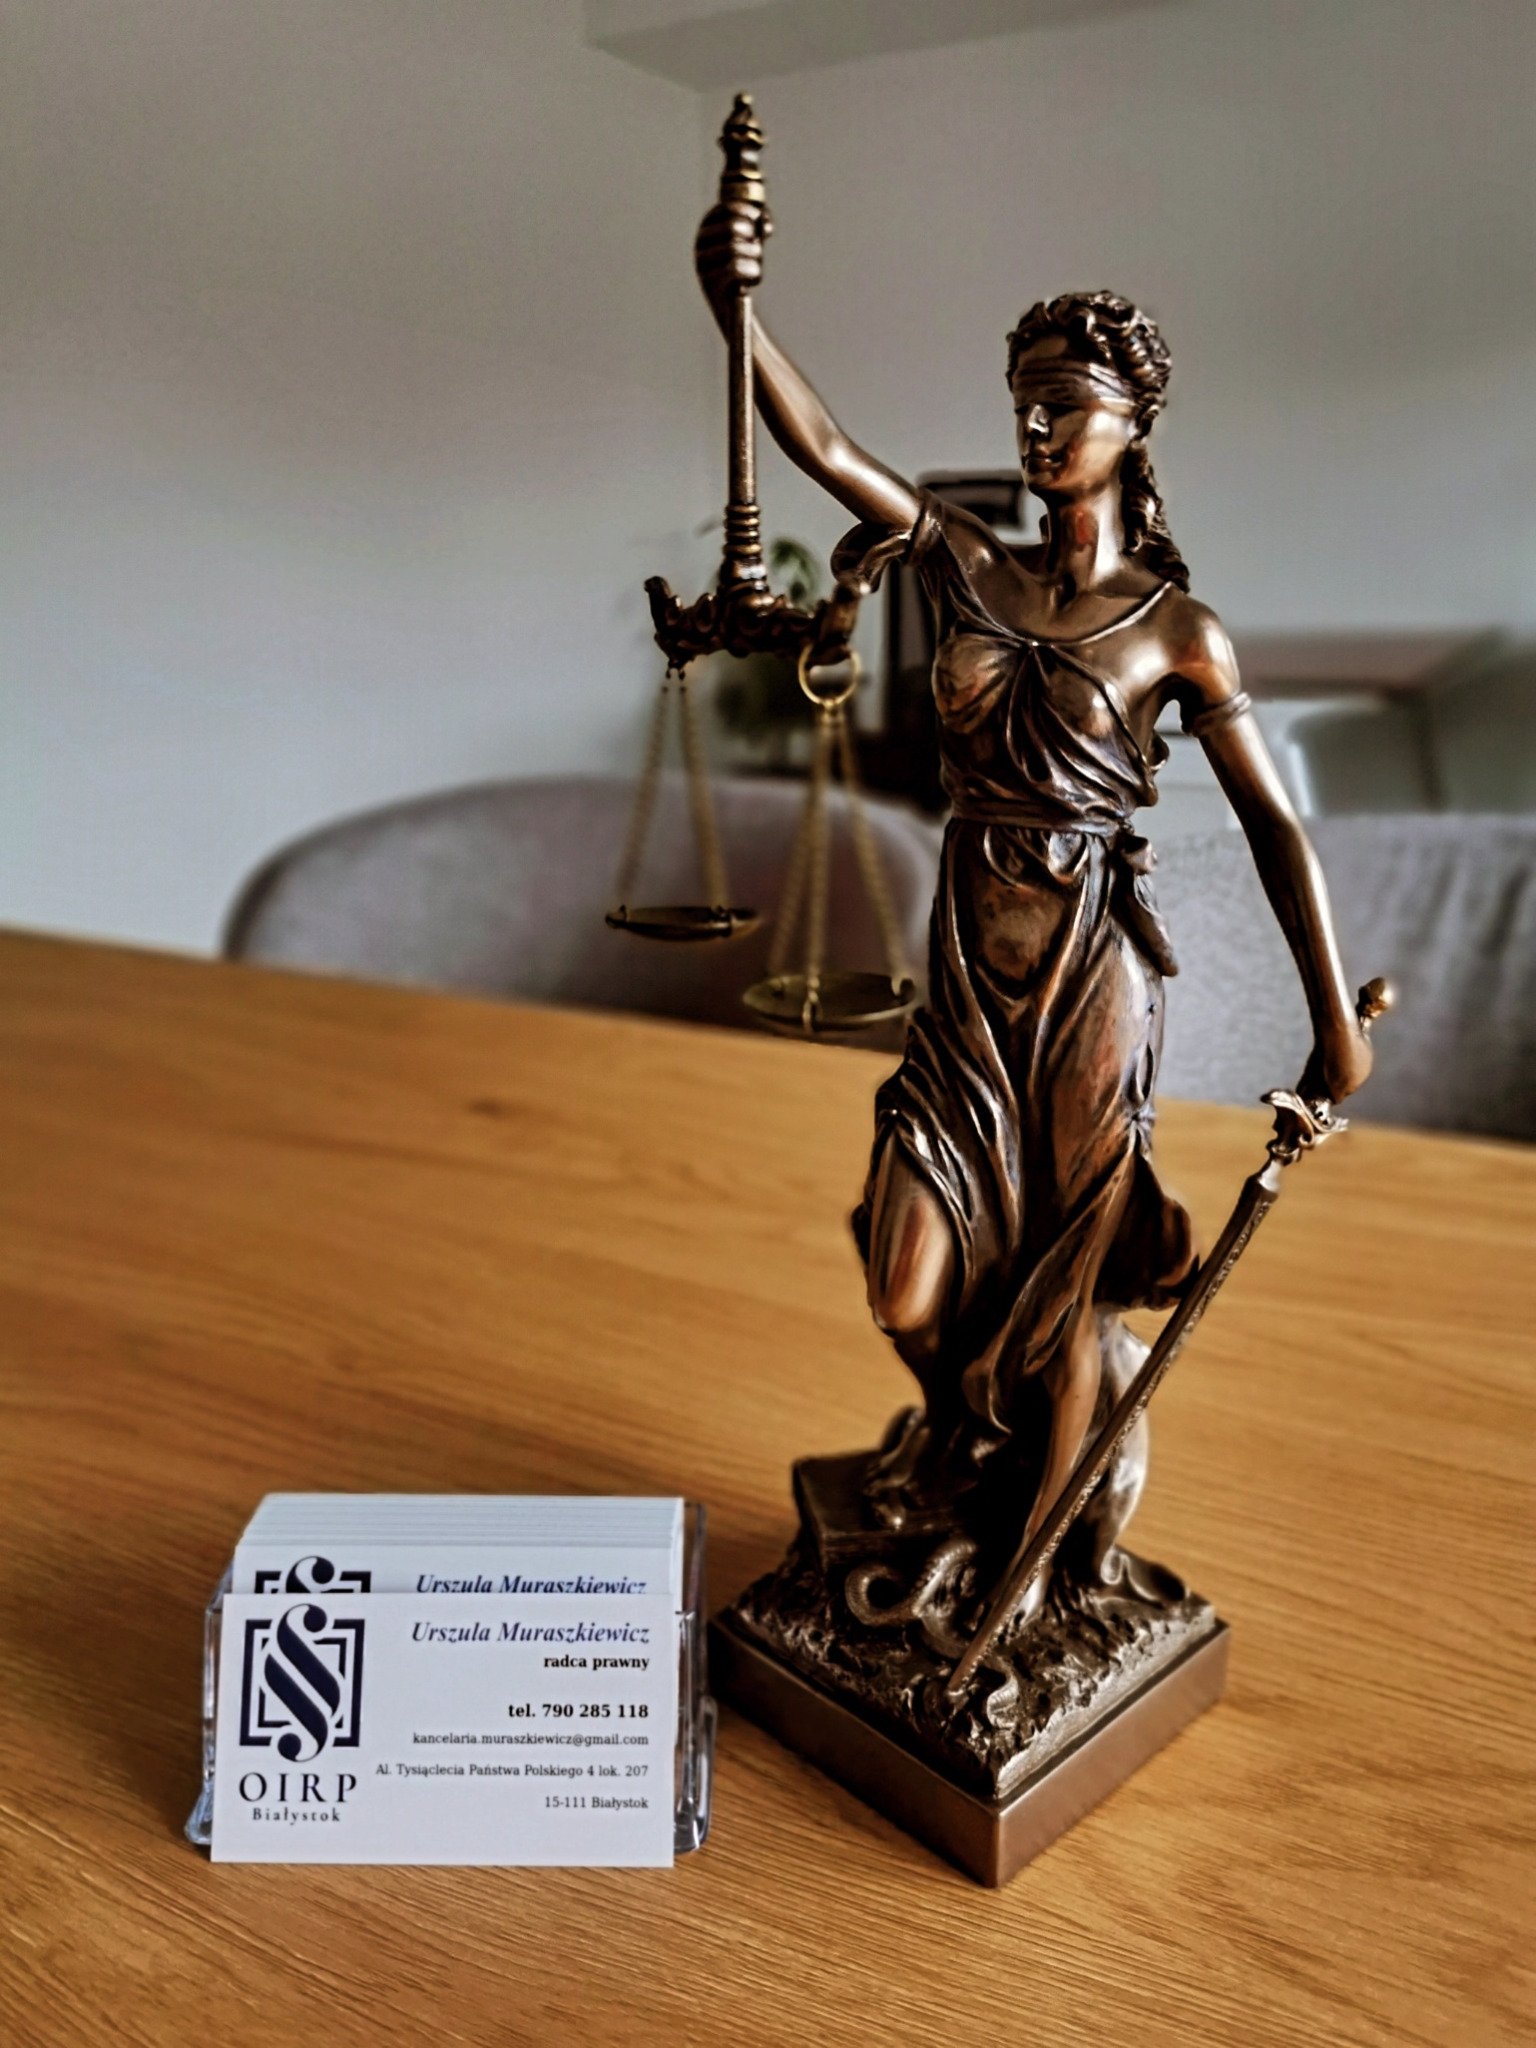 Urszula Muraszkiewicz
§
OIRP
Białystok
Urszula Muraszkiewicz
radca prawny
tel. 790 285 118
kancelaria.muraszkiewicz@gmail.com
Al. Tysiąclecia Państwa Polskiego 4 lok. 207
15-111 Białystok